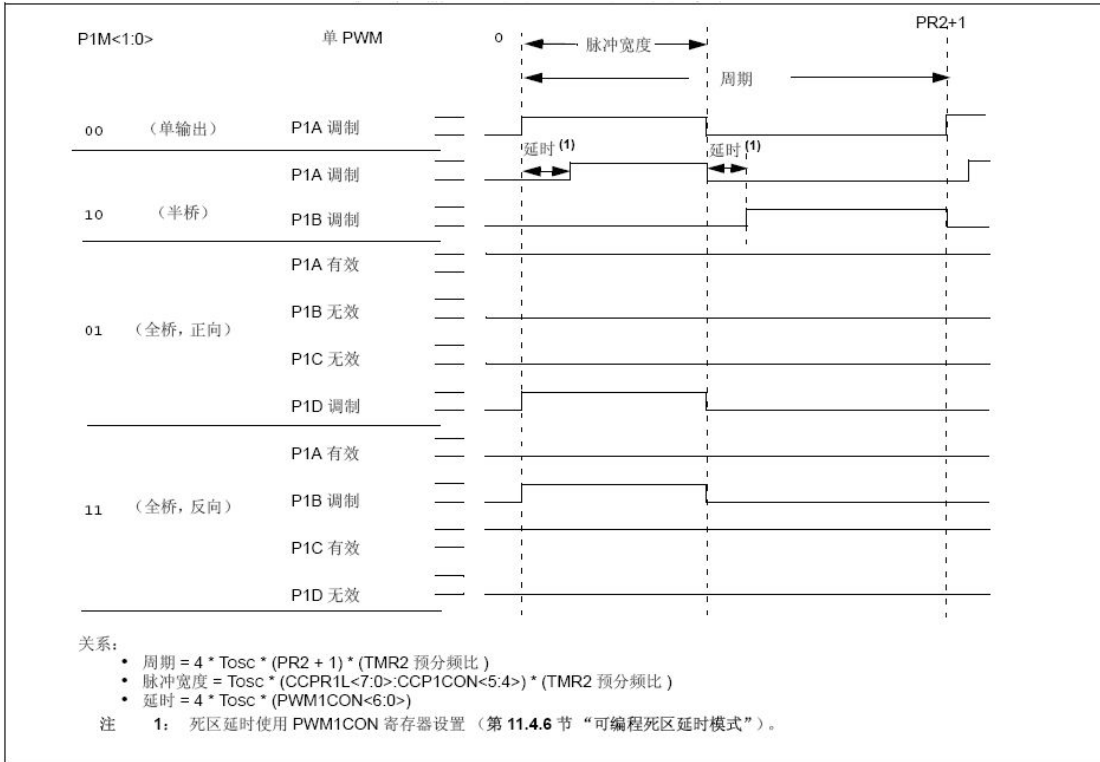 PR2+1
P1M<1:0> 单 PWM 0 脉冲宽度
周期
00 （单输出） P1A 调制
延时(1) 延时(1)
P1A 调制
10 （半桥）
P1B 调制
P1A 有效
P1B 无效
01 （全桥，正向）
P1C 无效
P1D 调制
P1A 有效
P1B 调制
11 （全桥，反向）
P1C 有效
P1D 无效
关系：
• 周期 = 4 * Tosc * (PR2 + 1) * (TMR2 预分频比 )
• 脉冲宽度 = Tosc * (CCPR1L<7:0>:CCP1CON<5:4>) * (TMR2 预分频比 )
• 延时 = 4 * Tosc * (PWM1CON<6:0>)
注 1： 死区延时使用 PWM1CON 寄存器设置 （第 11.4.6 节 “可编程死区延时模式”）。